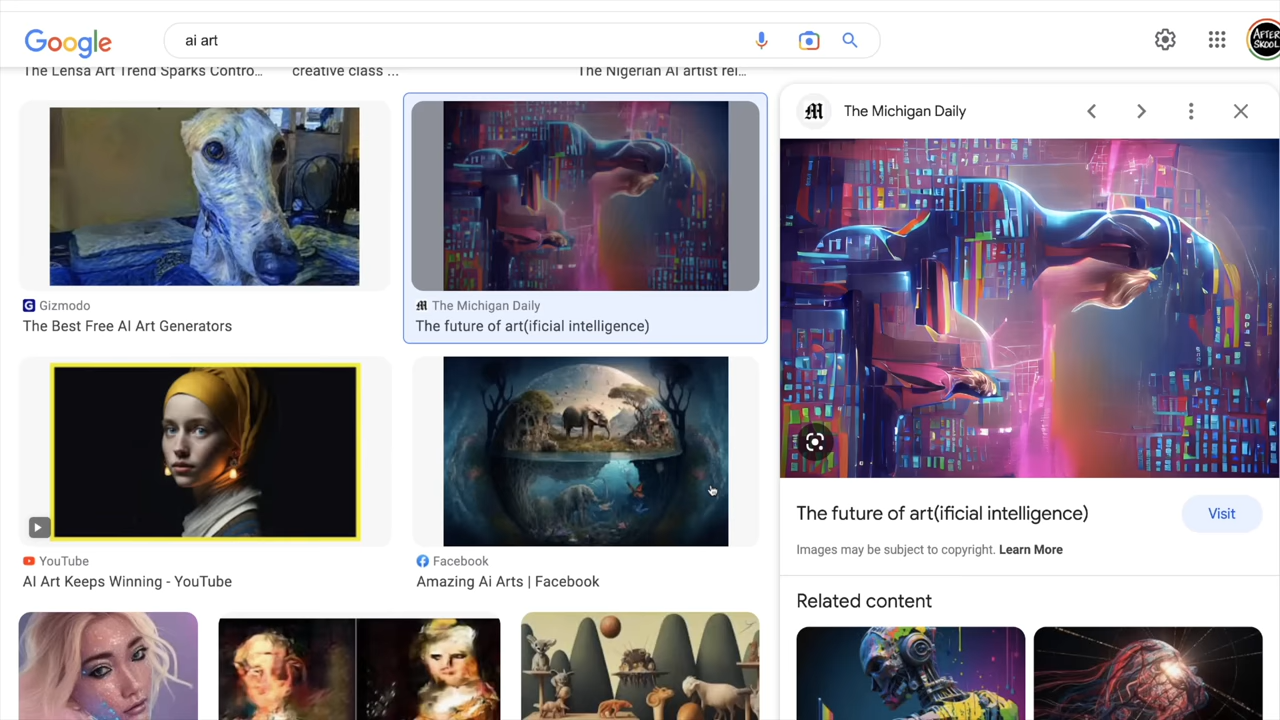 Google
ai art
AFTER
SKOOL
The Lensa Art Trend Sparks Contro...
creative class ...
The Nigerian AI artist rei...
M The Michigan Daily
G Gizmodo
The Best Free AI Art Generators
M The Michigan Daily
The future of art(ificial intelligence)
YouTube
AI Art Keeps Winning - YouTube
Facebook
Amazing Ai Arts | Facebook
The future of art(ificial intelligence)
Visit
Images may be subject to copyright. Learn More
Related content